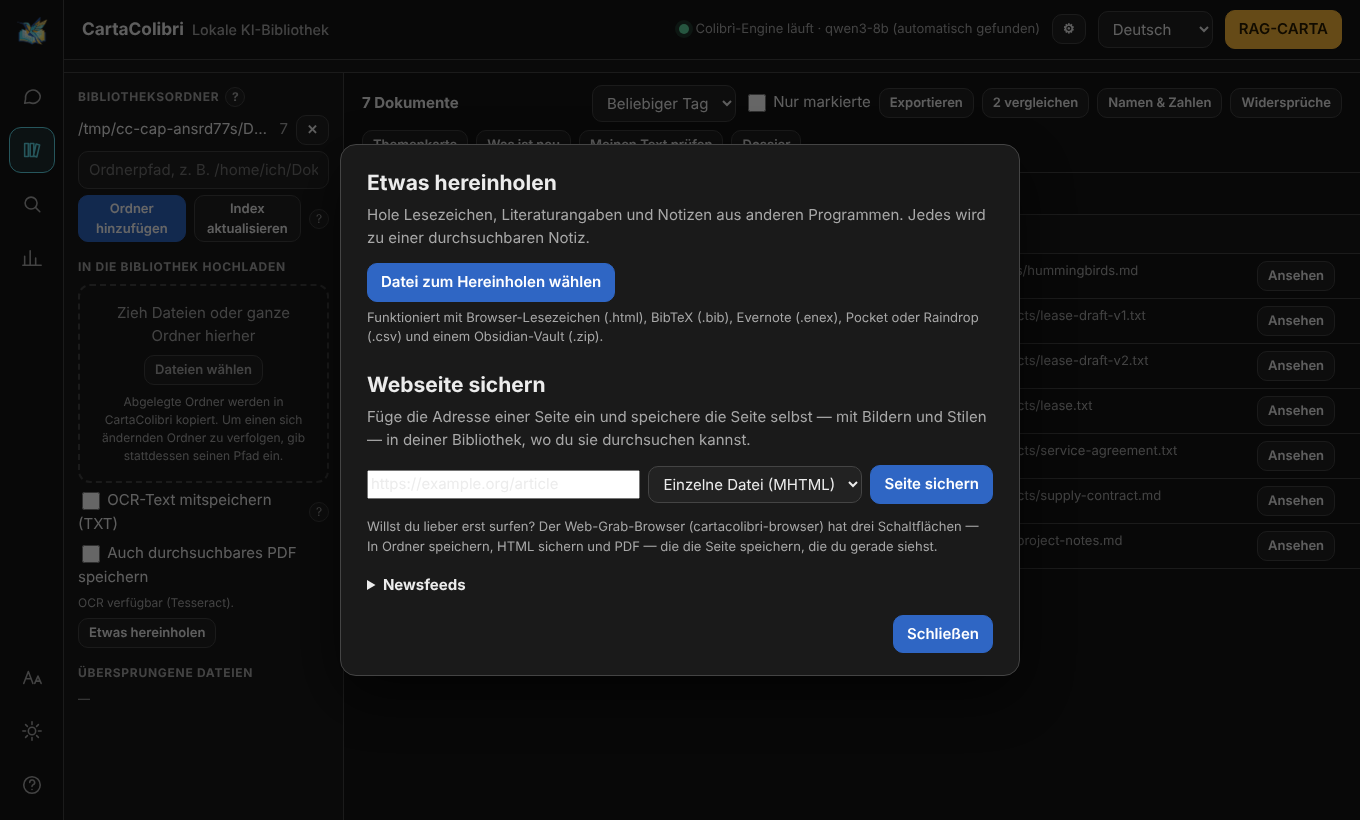 CartaColibri Lokale KI-Bibliothek
Colibrì-Engine läuft · qwen3-8b (automatisch gefunden)
Deutsch
RAG-CARTA
BIBLIOTHEKSORDNER ?
/tmp/cc-cap-ansrd77s/D... 7 ✕
Ordnerpfad, z. B. /home/ich/Dok
Ordner
hinzufügen
Index
aktualisieren
?
IN DIE BIBLIOTHEK HOCHLADEN
Zieh Dateien oder ganze
Ordner hierher
Dateien wählen
Abgelegte Ordner werden in
CartaColibri kopiert. Um einen sich
ändernden Ordner zu verfolgen, gib
stattdessen seinen Pfad ein.
OCR-Text mitspeichern
(TXT)
?
Auch durchsuchbares PDF
speichern
OCR verfügbar (Tesseract).
Etwas hereinholen
ÜBERSPRUNGENE DATEIEN
—
7 Dokumente
Beliebiger Tag
Nur markierte
Exportieren
2 vergleichen
Namen & Zahlen
Widersprüche
Themenkarte
Was ist neu
Meinen Text prüfen
Dossier
Etwas hereinholen
Hole Lesezeichen, Literaturangaben und Notizen aus anderen Programmen. Jedes wird
zu einer durchsuchbaren Notiz.
Datei zum Hereinholen wählen
Funktioniert mit Browser-Lesezeichen (.html), BibTeX (.bib), Evernote (.enex), Pocket oder Raindrop
(.csv) und einem Obsidian-Vault (.zip).
Webseite sichern
Füge die Adresse einer Seite ein und speichere die Seite selbst — mit Bildern und Stilen
— in deiner Bibliothek, wo du sie durchsuchen kannst.
https://example.org/article
Einzelne Datei (MHTML)
Seite sichern
Willst du lieber erst surfen? Der Web-Grab-Browser (cartacolibri-browser) hat drei Schaltflächen —
In Ordner speichern, HTML sichern und PDF — die die Seite speichern, die du gerade siehst.
Newsfeeds
Schließen
/hummingbirds.md Ansehen
cts/lease-draft-v1.txt Ansehen
cts/lease-draft-v2.txt Ansehen
cts/lease.txt Ansehen
cts/service-agreement.txt Ansehen
cts/supply-contract.md Ansehen
project-notes.md Ansehen